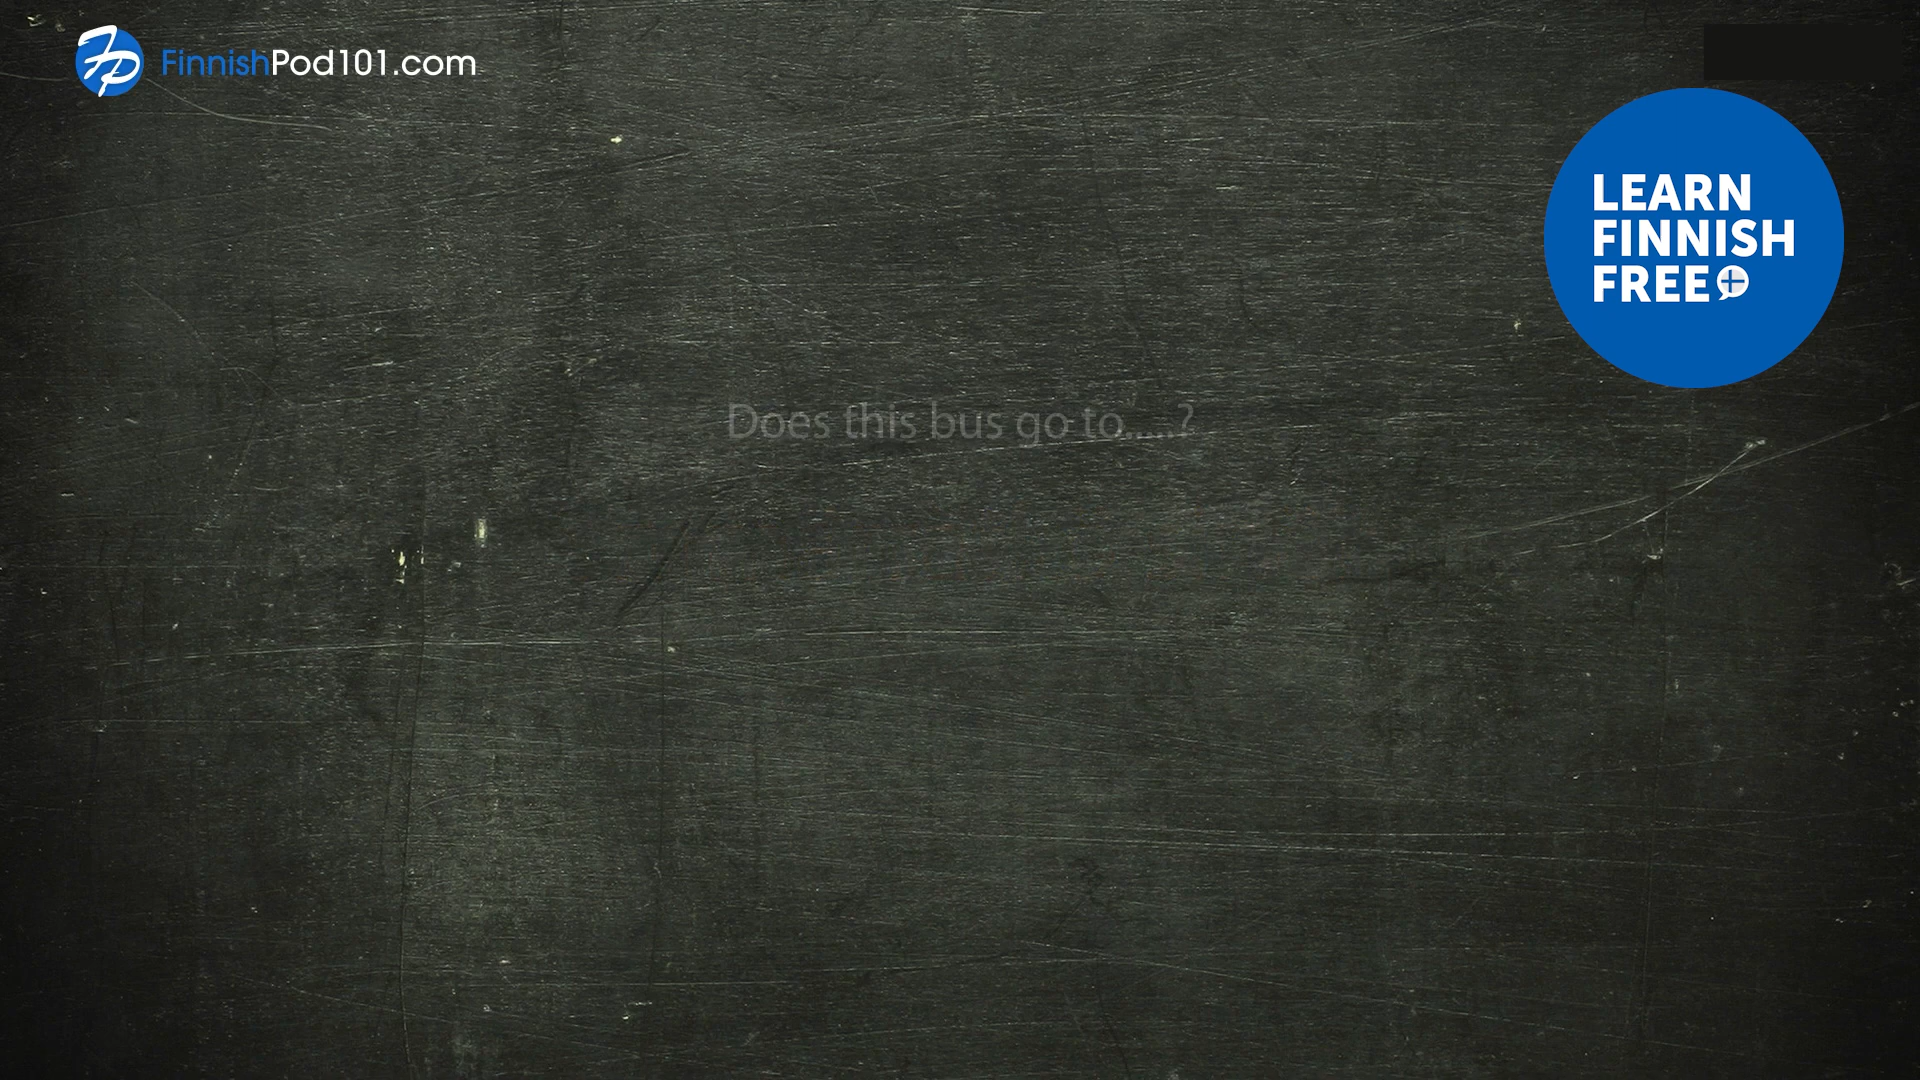 FinnishPod101.com
LEARN
FINNISH
FREE
Does this bus go to.....?